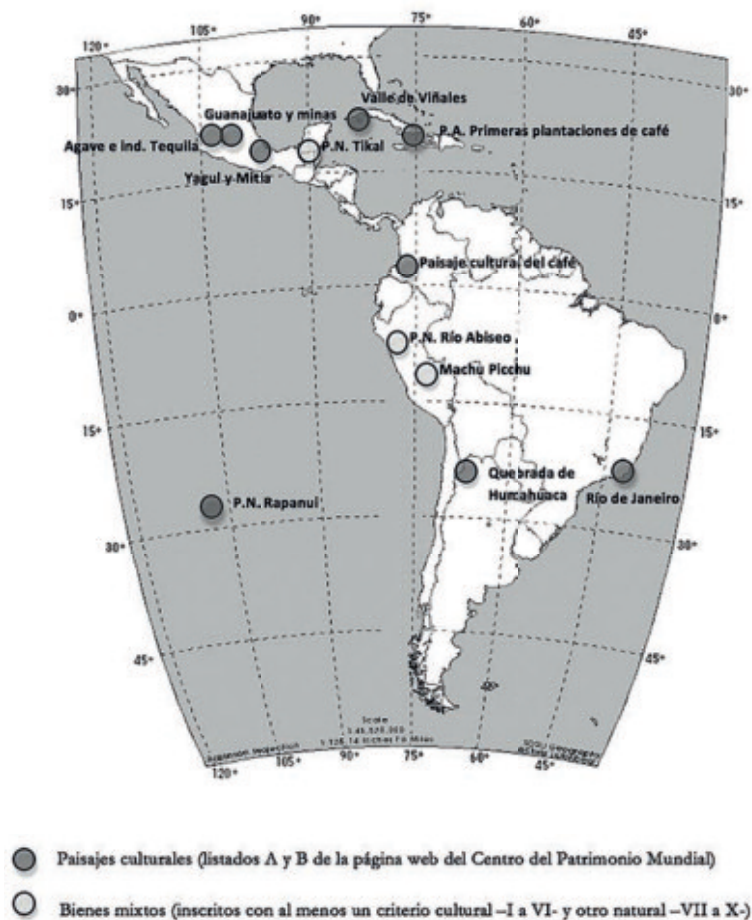 120° 105° 90° 75° 60° 45°
30° 30°
Valle de Viñales
Guanajuato y minas
P.A. Primeras plantaciones de café
Agave e ind. Tequila
P.N. Tikal
Yagul y Mitla
15° 15°
Paisaje cultural del café
0° 0°
P.N. Río Abiseo
Machu Picchu
15° 15°
Quebrada de
Humahuaca
Río de Janeiro
P.N. Rapanui
30° 30°
45° 45°
Scale
120° 105° 90° 75° 60° 45°
Paisajes culturales (listados A y B de la página web del Centro del Patrimonio Mundial)
Bienes mixtos (inscritos con al menos un criterio cultural –I a VI- y otro natural –VII a X-)